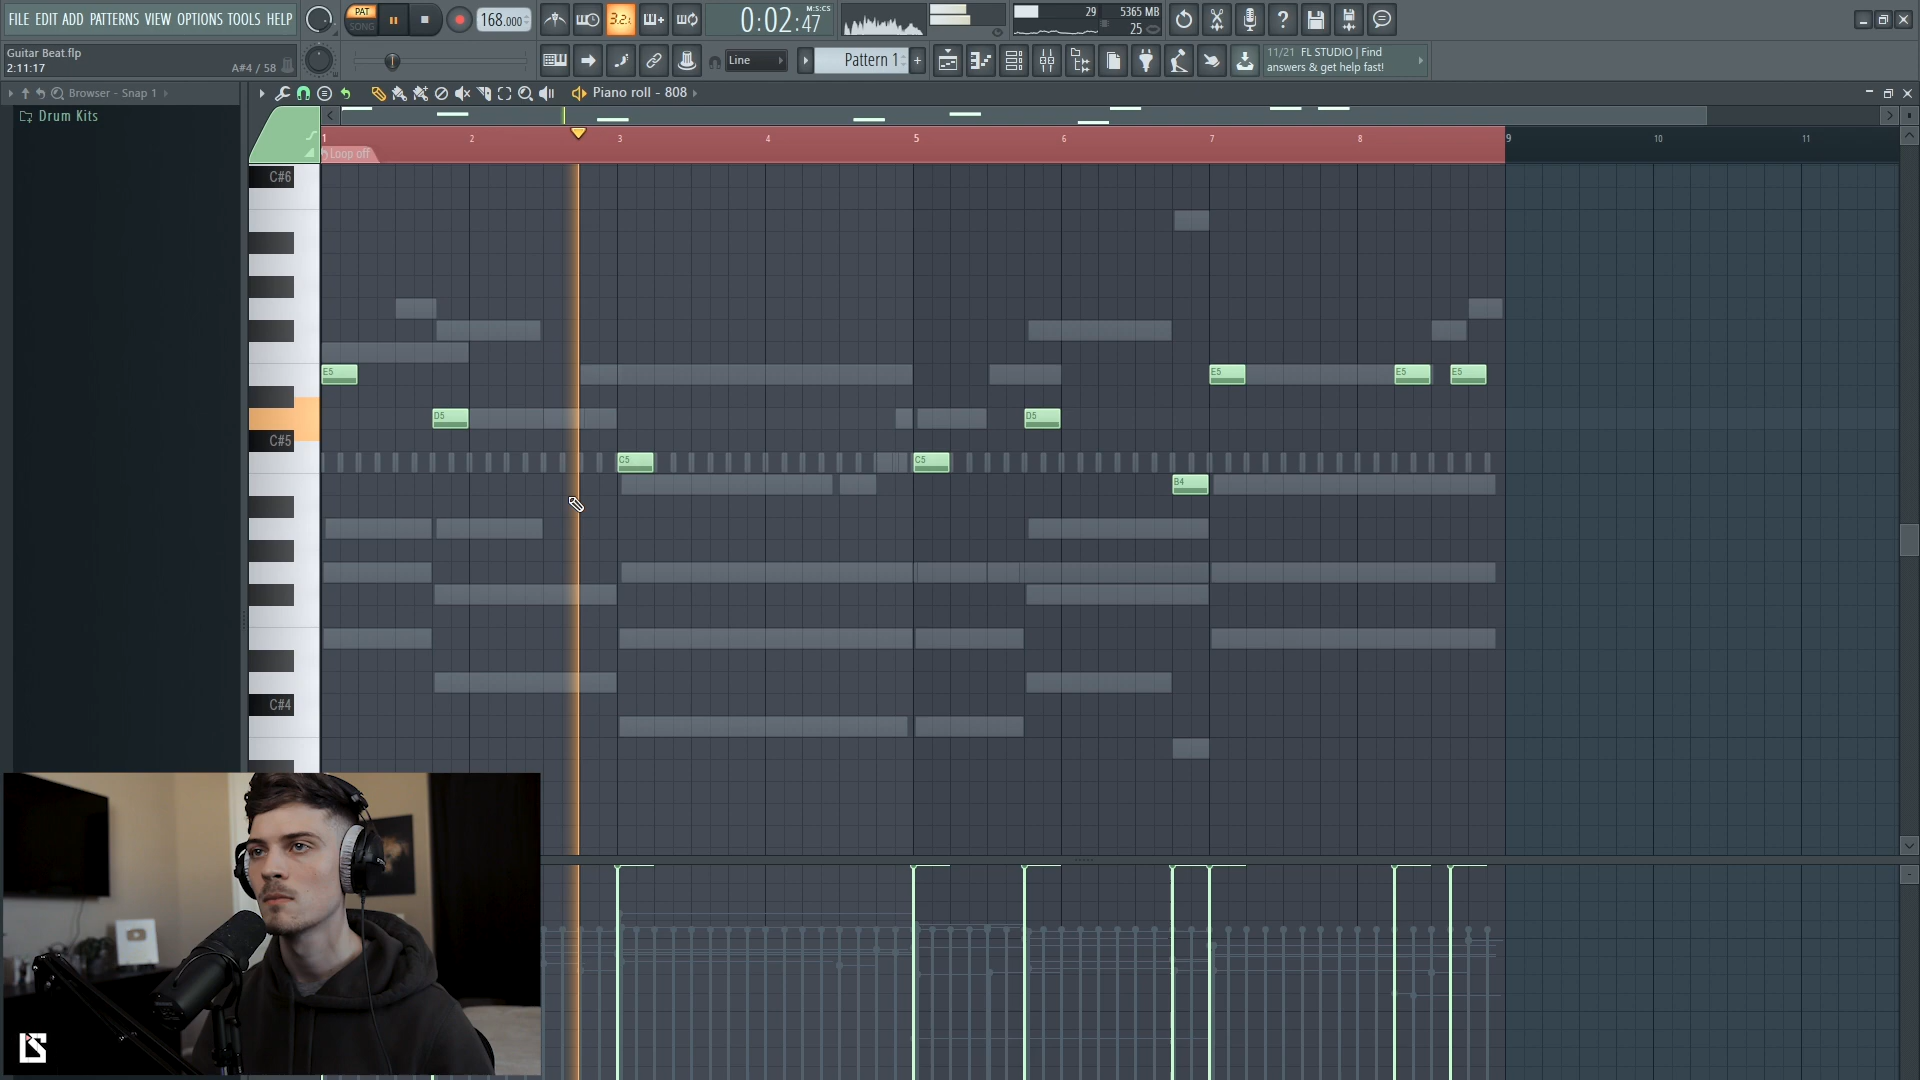 FILE EDIT ADD PATTERNS VIEW OPTIONS TOOLS HELP
PAT
SONG
168.000
3.2.
0:02:47
M:S:CS
29
5365 MB
25
Guitar Beat.flp
2:11:17
A#4 / 58
Line
Pattern 1
11/21 FL STUDIO | Find
answers & get help fast!
Browser - Snap 1
Piano roll - 808
Drum Kits
1
2
3
4
5
6
7
8
9
10
11
Loop off
C#6
E5
E5
E5
E5
D5
D5
C#5
C5
C5
B4
C#4